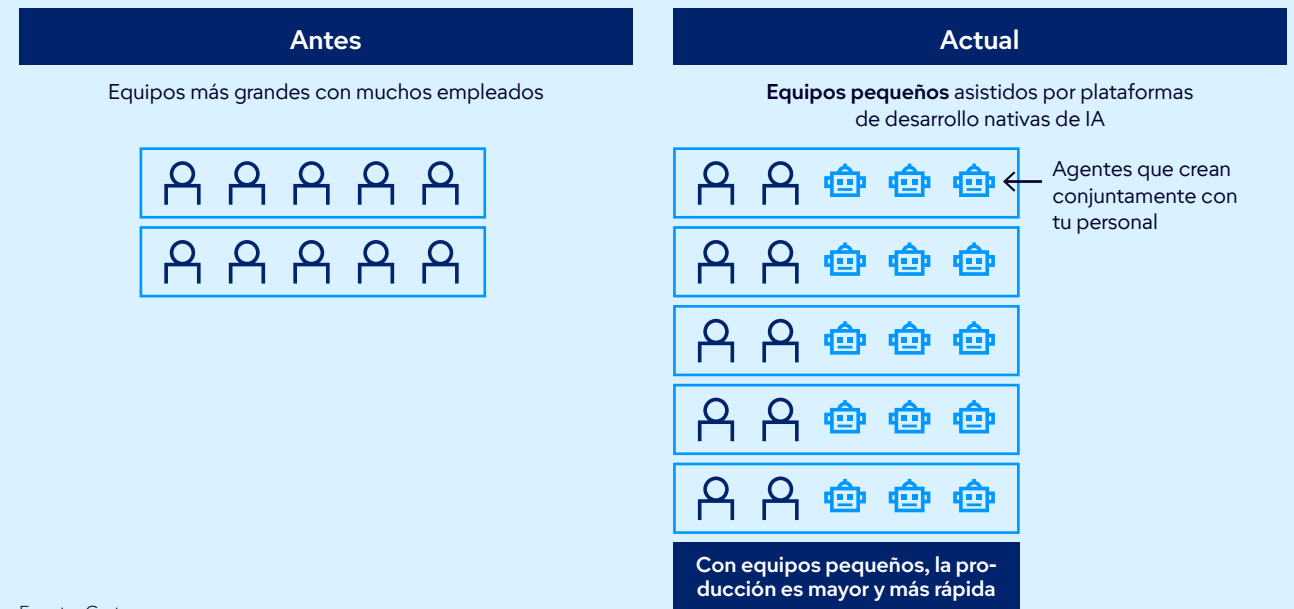 Antes
Equipos más grandes con muchos empleados
Actual
Equipos pequeños asistidos por plataformas
de desarrollo nativas de IA
Agentes que crean
conjuntamente con
tu personal
Con equipos pequeños, la pro-
ducción es mayor y más rápida